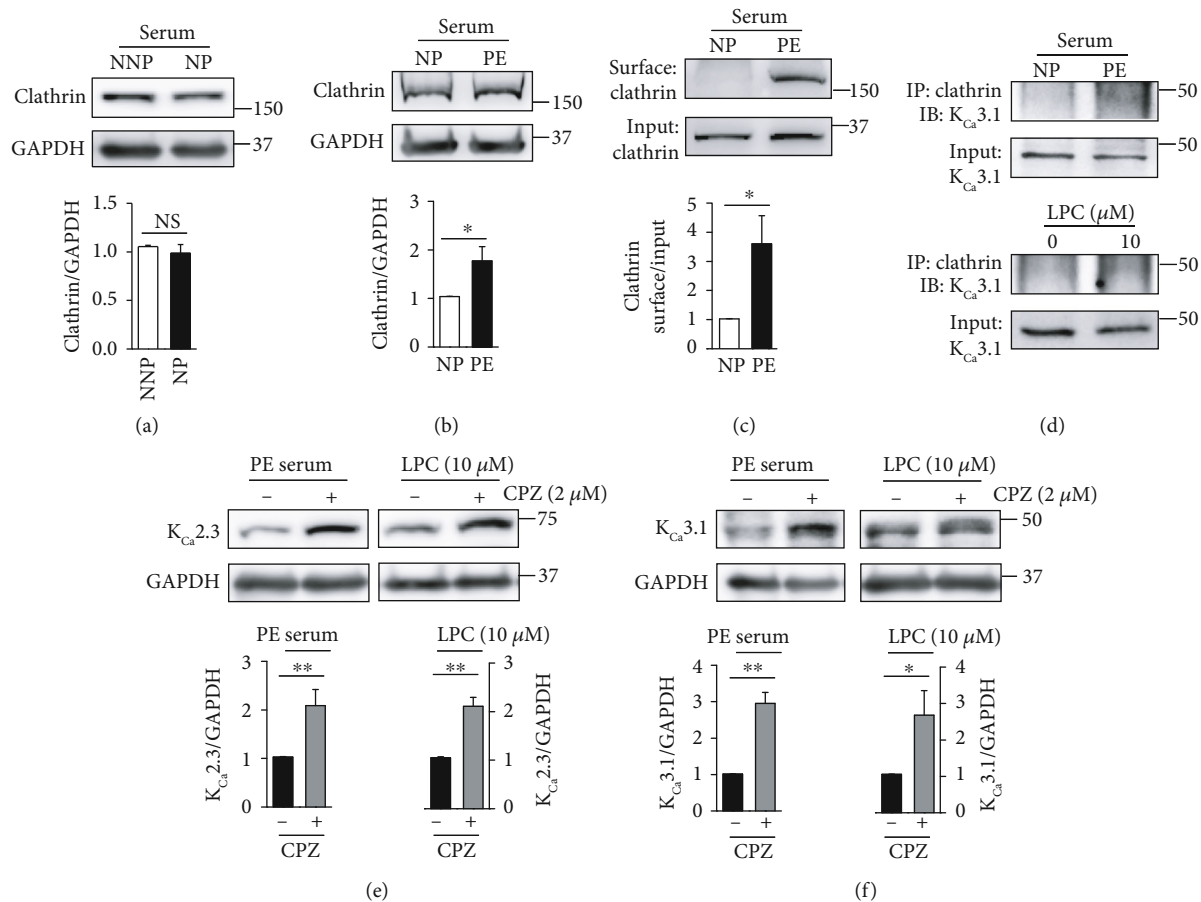 Serum
NNP NP
Clathrin
150
GAPDH
37
Clathrin/GAPDH
1.5
1.0
0.5
0.0
NS
NNP
NP
(a)
Serum
NP PE
Clathrin
150
GAPDH
37
Clathrin/GAPDH
3
2
1
0
*
NP PE
(b)
Serum
NP PE
Surface:
clathrin
150
Input:
clathrin
37
Clathrin
surface/input
5
4
3
2
1
0
*
NP PE
(c)
Serum
NP PE
IP: clathrin
IB: KCa3.1
50
Input:
KCa3.1
50
LPC (μM)
0 10
IP: clathrin
IB: KCa3.1
50
Input:
KCa3.1
50
(d)
PE serum LPC (10 μM)
− + − + CPZ (2 μM)
KCa2.3
75
GAPDH
37
PE serum
KCa2.3/GAPDH
3
2
1
0
**
− +
CPZ
LPC (10 μM)
**
3
2
1
0
KCa2.3/GAPDH
− +
CPZ
(e)
PE serum LPC (10 μM)
− + − + CPZ (2 μM)
KCa3.1
50
GAPDH
37
PE serum
KCa3.1/GAPDH
4
3
2
1
0
**
− +
CPZ
LPC (10 μM)
*
4
3
2
1
0
KCa3.1/GAPDH
− +
CPZ
(f)